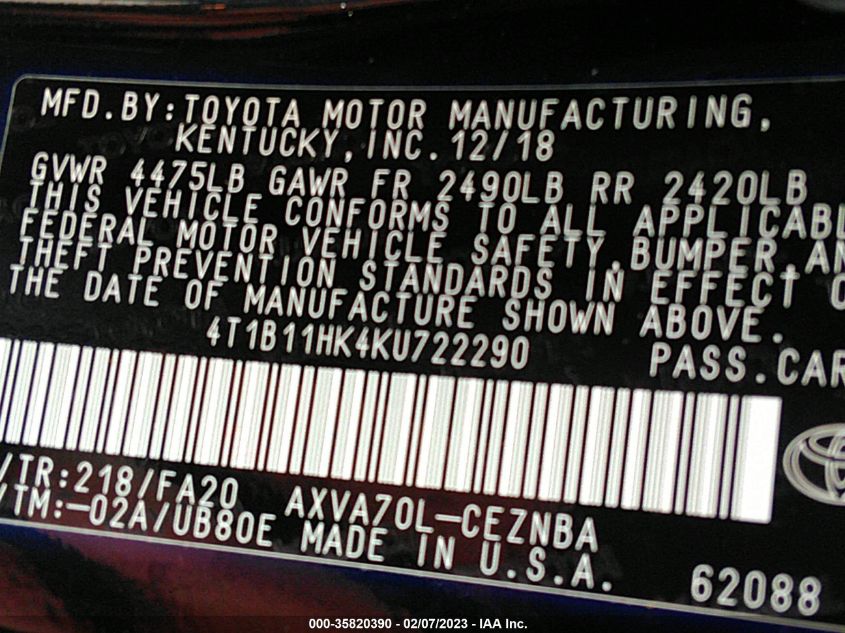 MFD.BY:TOYOTA MOTOR MANUFACTURING,
KENTUCKY,INC.12/18
GVWR 4475LB GAWR FR 2490LB RR 2420LB
THIS VEHICLE CONFORMS TO ALL APPLICABL
FEDERAL MOTOR VEHICLE SAFETY,BUMPER,AN
THEFT PREVENTION STANDARDS IN EFFECT O
THE DATE OF MANUFACTURE SHOWN ABOVE.
4T1B11HK4KU722290 PASS.CAR
/TR:218/FA20 AXVA70L-CEZNBA
/TM:-02A/UB80E MADE IN U.S.A. 62088
000-35820390 - 02/07/2023 - IAA Inc.